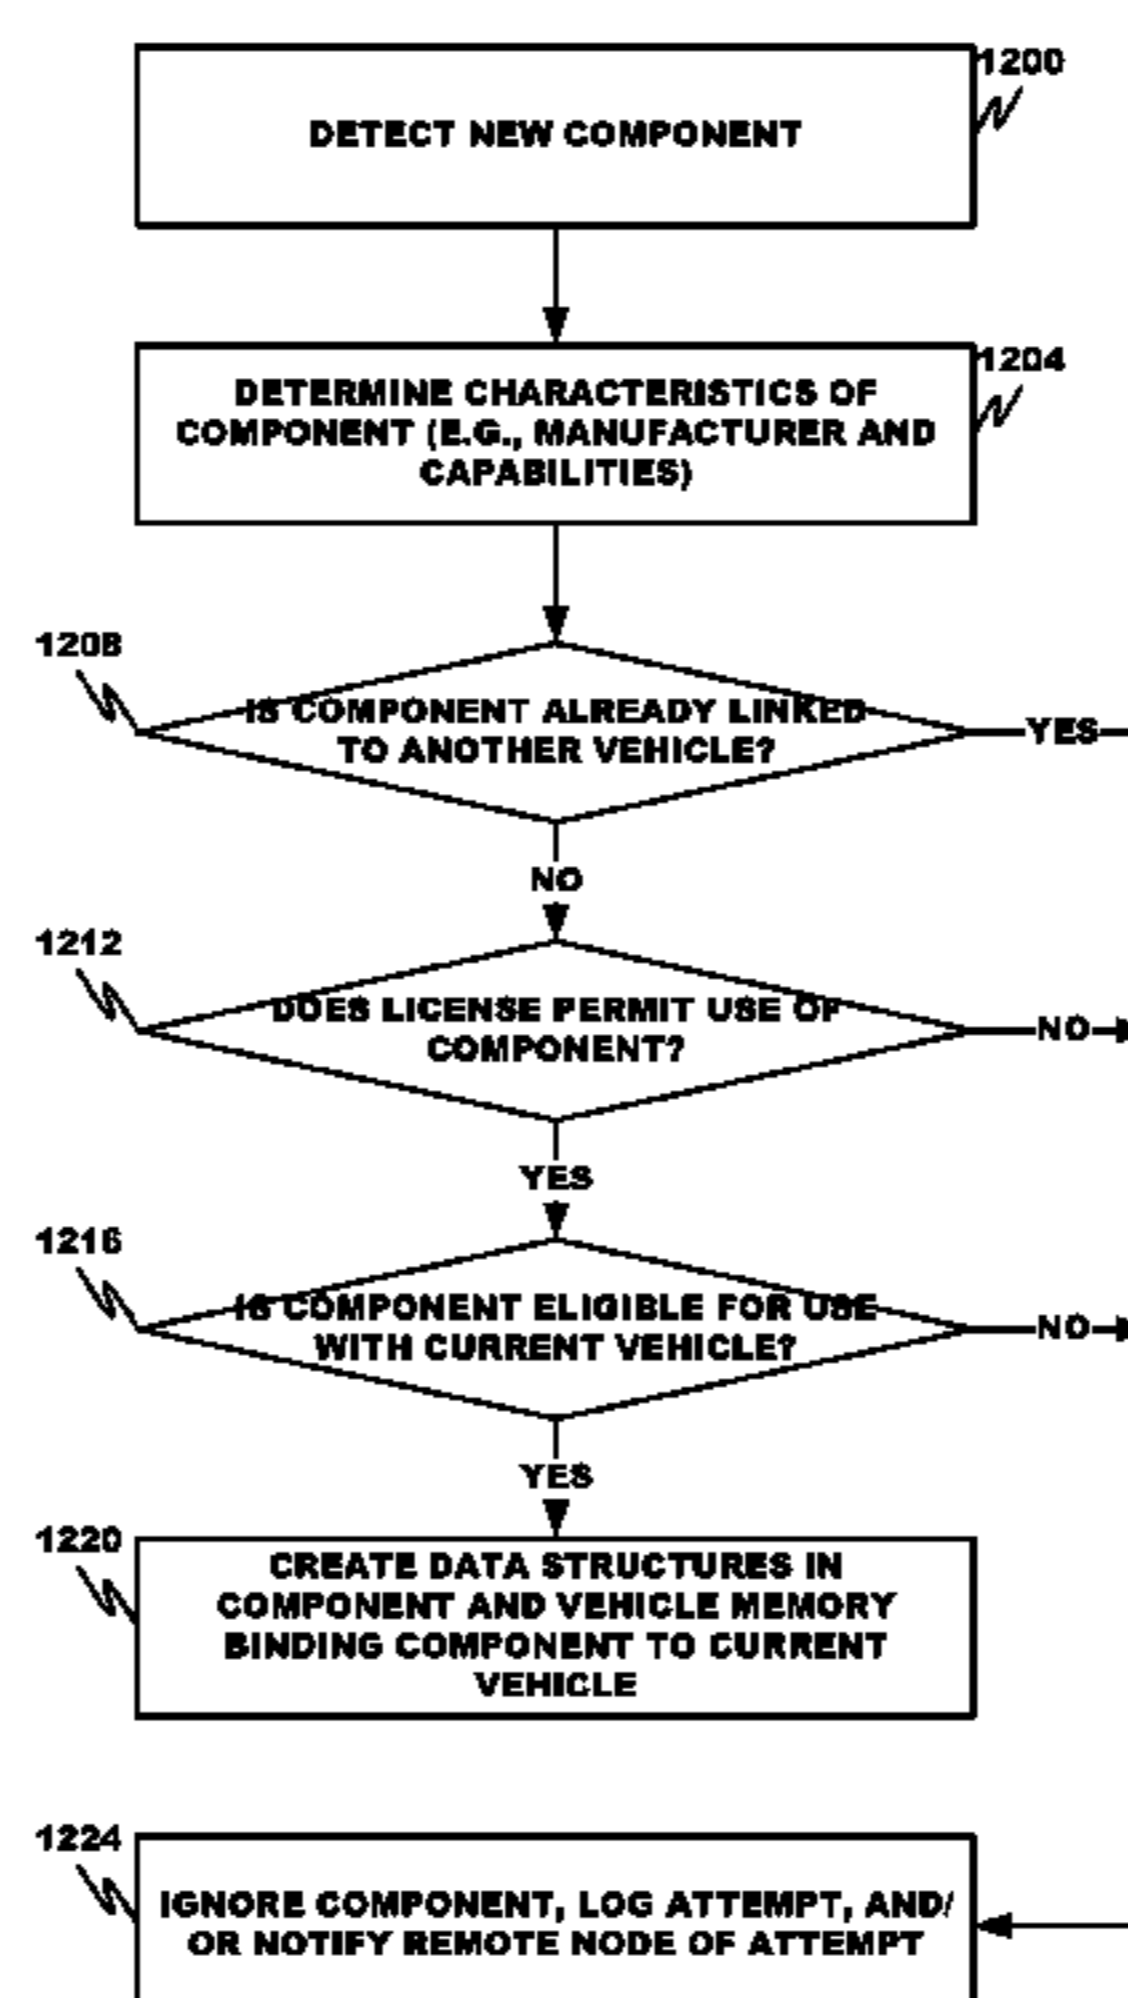 1200
DETECT NEW COMPONENT
1204
DETERMINE CHARACTERISTICS OF
COMPONENT (E.G., MANUFACTURER AND
CAPABILITIES)
1208
IS COMPONENT ALREADY LINKED
TO ANOTHER VEHICLE?
YES
NO
1212
DOES LICENSE PERMIT USE OF
COMPONENT?
NO
YES
1216
IS COMPONENT ELIGIBLE FOR USE
WITH CURRENT VEHICLE?
NO
YES
1220
CREATE DATA STRUCTURES IN
COMPONENT AND VEHICLE MEMORY
BINDING COMPONENT TO CURRENT
VEHICLE
1224
IGNORE COMPONENT, LOG ATTEMPT, AND/
OR NOTIFY REMOTE NODE OF ATTEMPT